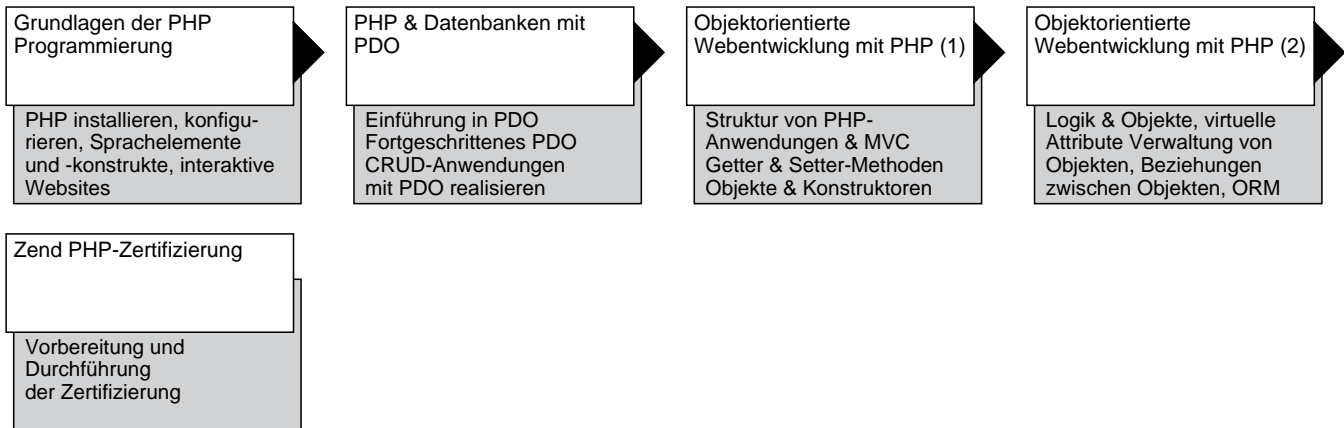 Grundlagen der PHP
Programmierung
PHP installieren, konfigu-
rieren, Sprachelemente
und -konstrukte, interaktive
Websites
PHP & Datenbanken mit
PDO
Einführung in PDO
Fortgeschrittenes PDO
CRUD-Anwendungen
mit PDO realisieren
Objektorientierte
Webentwicklung mit PHP (1)
Struktur von PHP-
Anwendungen & MVC
Getter & Setter-Methoden
Objekte & Konstruktoren
Objektorientierte
Webentwicklung mit PHP (2)
Logik & Objekte, virtuelle
Attribute Verwaltung von
Objekten, Beziehungen
zwischen Objekten, ORM
Zend PHP-Zertifizierung
Vorbereitung und
Durchführung
der Zertifizierung